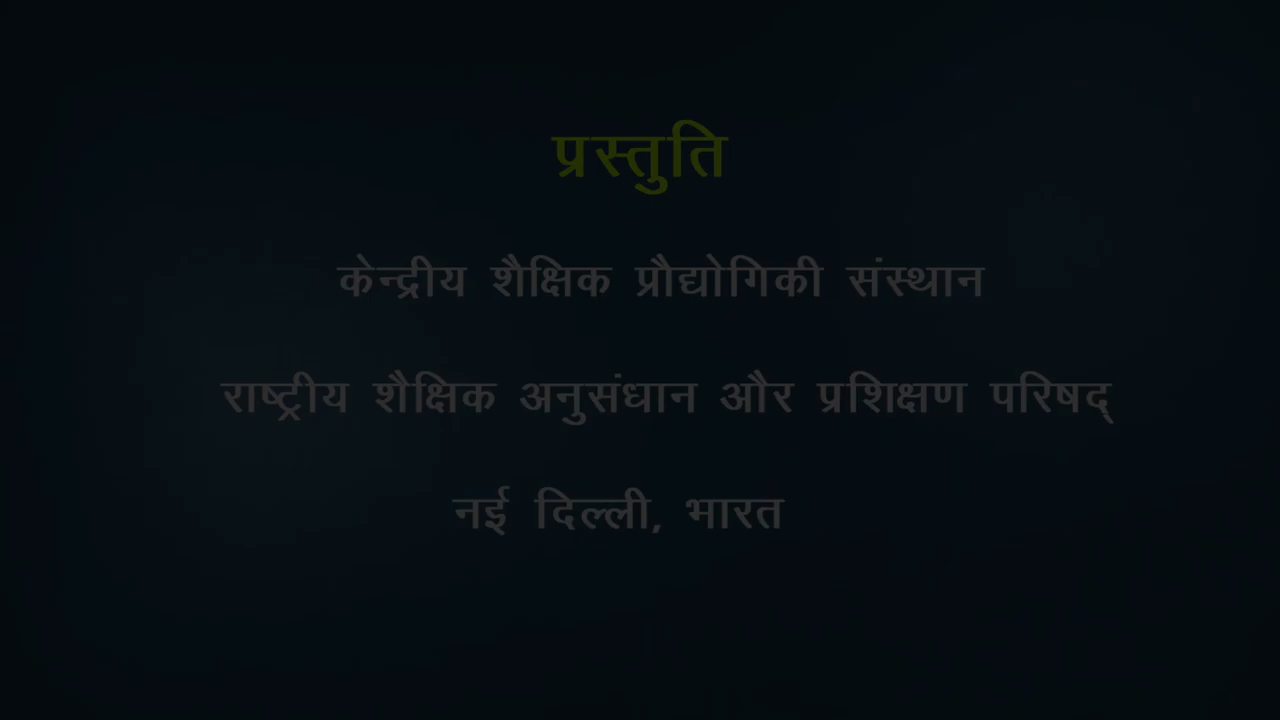 प्रस्तुति
केन्द्रीय शैक्षिक प्रौद्योगिकी संस्थान
राष्ट्रीय शैक्षिक अनुसंधान और प्रशिक्षण परिषद्
नई दिल्ली, भारत